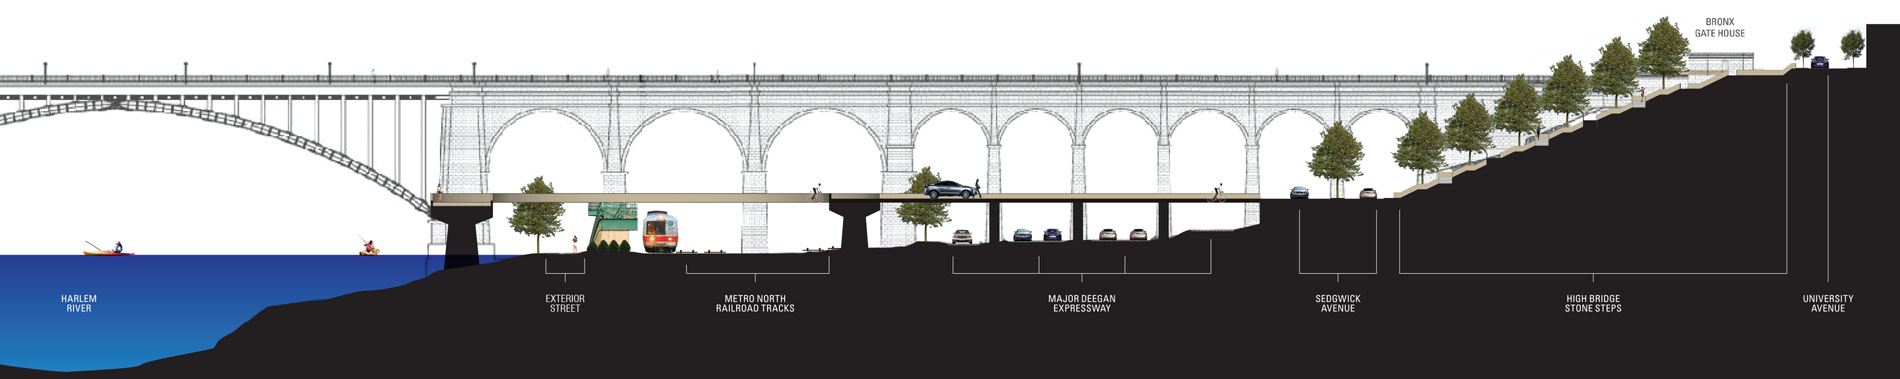 BRONX
GATE HOUSE
HARLEM
RIVER
EXTERIOR
STREET
METRO NORTH
RAILROAD TRACKS
MAJOR DEEGAN
EXPRESSWAY
SEDGWICK
AVENUE
HIGH BRIDGE
STONE STEPS
UNIVERSITY
AVENUE